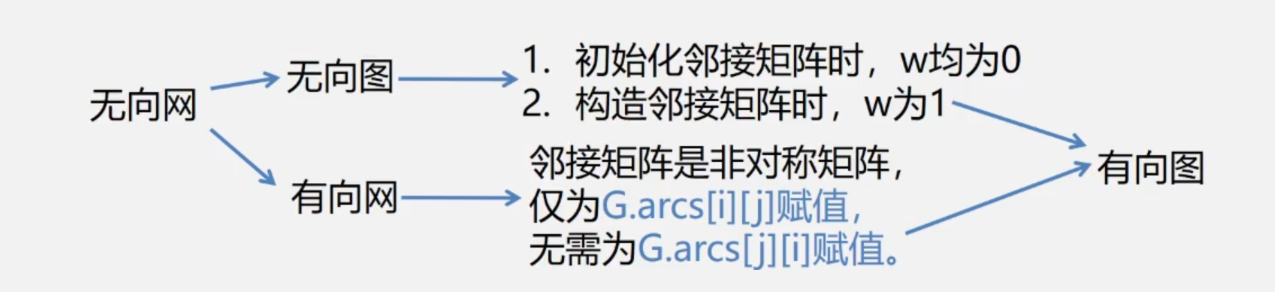 无向网
无向图
1. 初始化邻接矩阵时，w均为0
2. 构造邻接矩阵时，w为1
有向网
邻接矩阵是非对称矩阵，
仅为G.arcs[i][j]赋值，
无需为G.arcs[j][i]赋值。
有向图